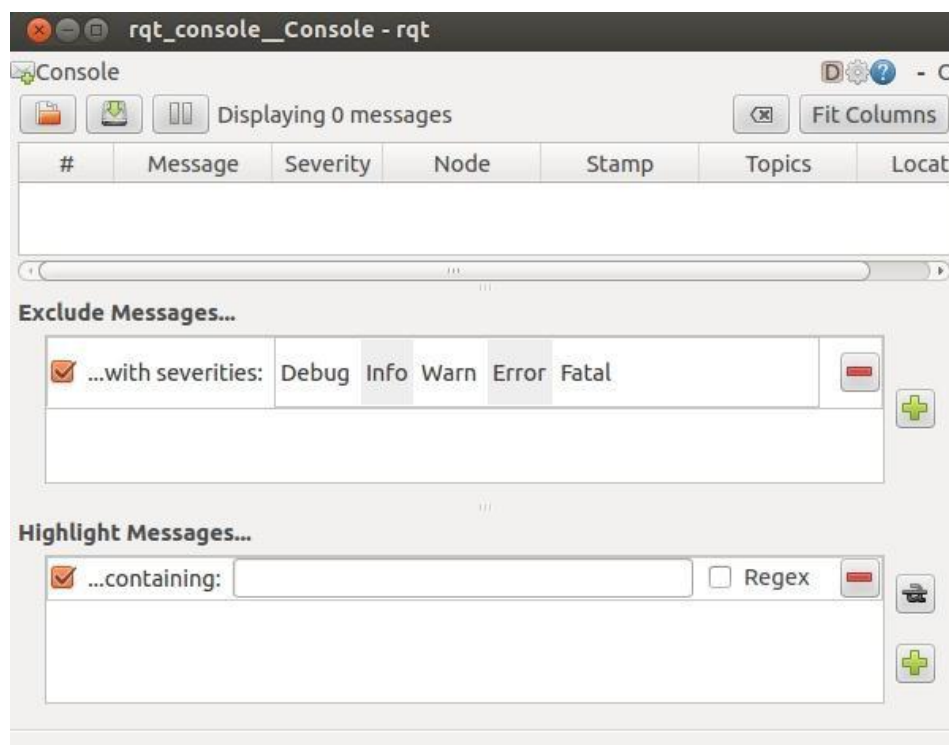 rqt_console__Console - rqt
Console D ? - C
Displaying 0 messages Fit Columns
# Message Severity Node Stamp Topics Locat
Exclude Messages...
...with severities: Debug Info Warn Error Fatal
Highlight Messages...
...containing: Regex